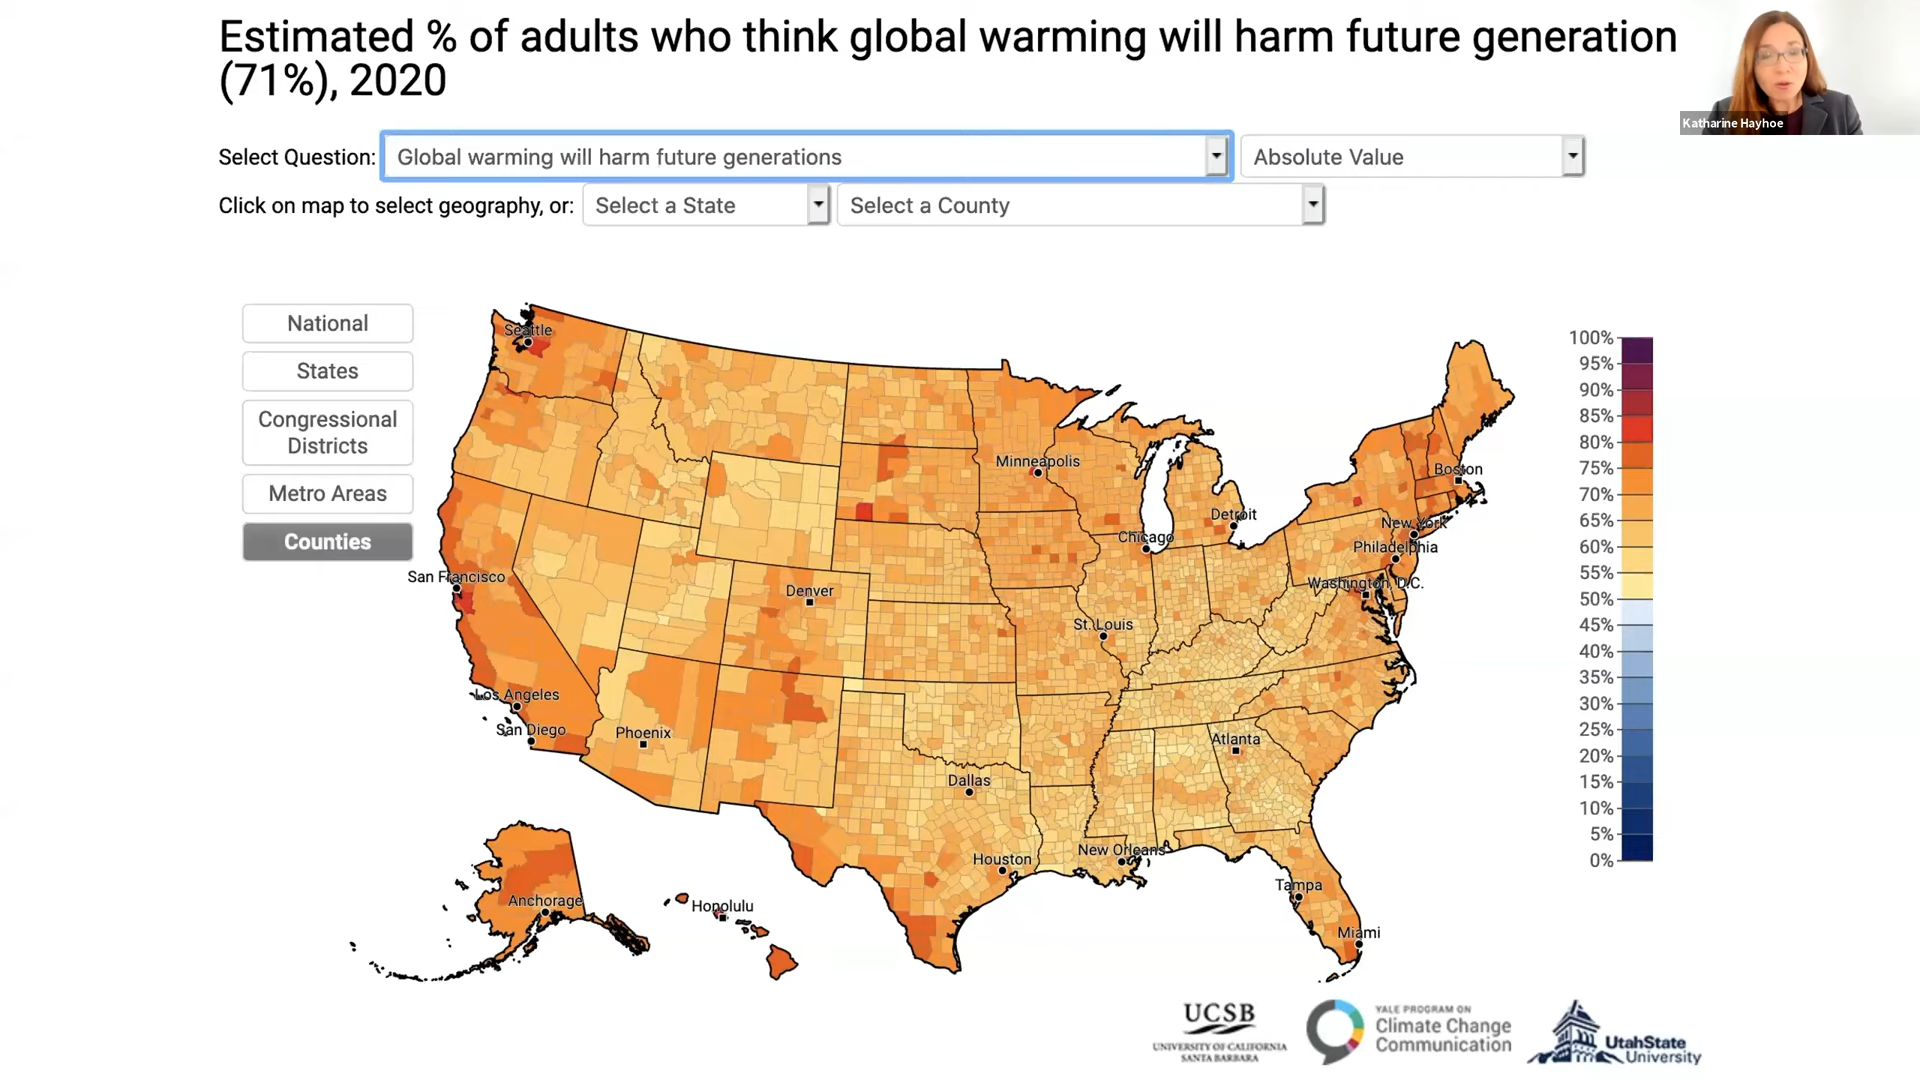 Estimated % of adults who think global warming will harm future generation
(71%), 2020
Katharine Hayhoe
Select Question: Global warming will harm future generations Absolute Value
Click on map to select geography, or: Select a State Select a County
National
States
Congressional
Districts
Metro Areas
Counties
Seattle
Minneapolis
Boston
Detroit
New York
Chicago
Philadelphia
San Francisco
Washington, D.C.
Denver
St. Louis
Los Angeles
San Diego
Phoenix
Atlanta
Dallas
New Orleans
Houston
Tampa
Anchorage
Honolulu
Miami
100%
95%
90%
85%
80%
75%
70%
65%
60%
55%
50%
45%
40%
35%
30%
25%
20%
15%
10%
5%
0%
UCSB
UNIVERSITY OF CALIFORNIA
SANTA BARBARA
YALE PROGRAM ON
Climate Change
Communication
UtahState
University